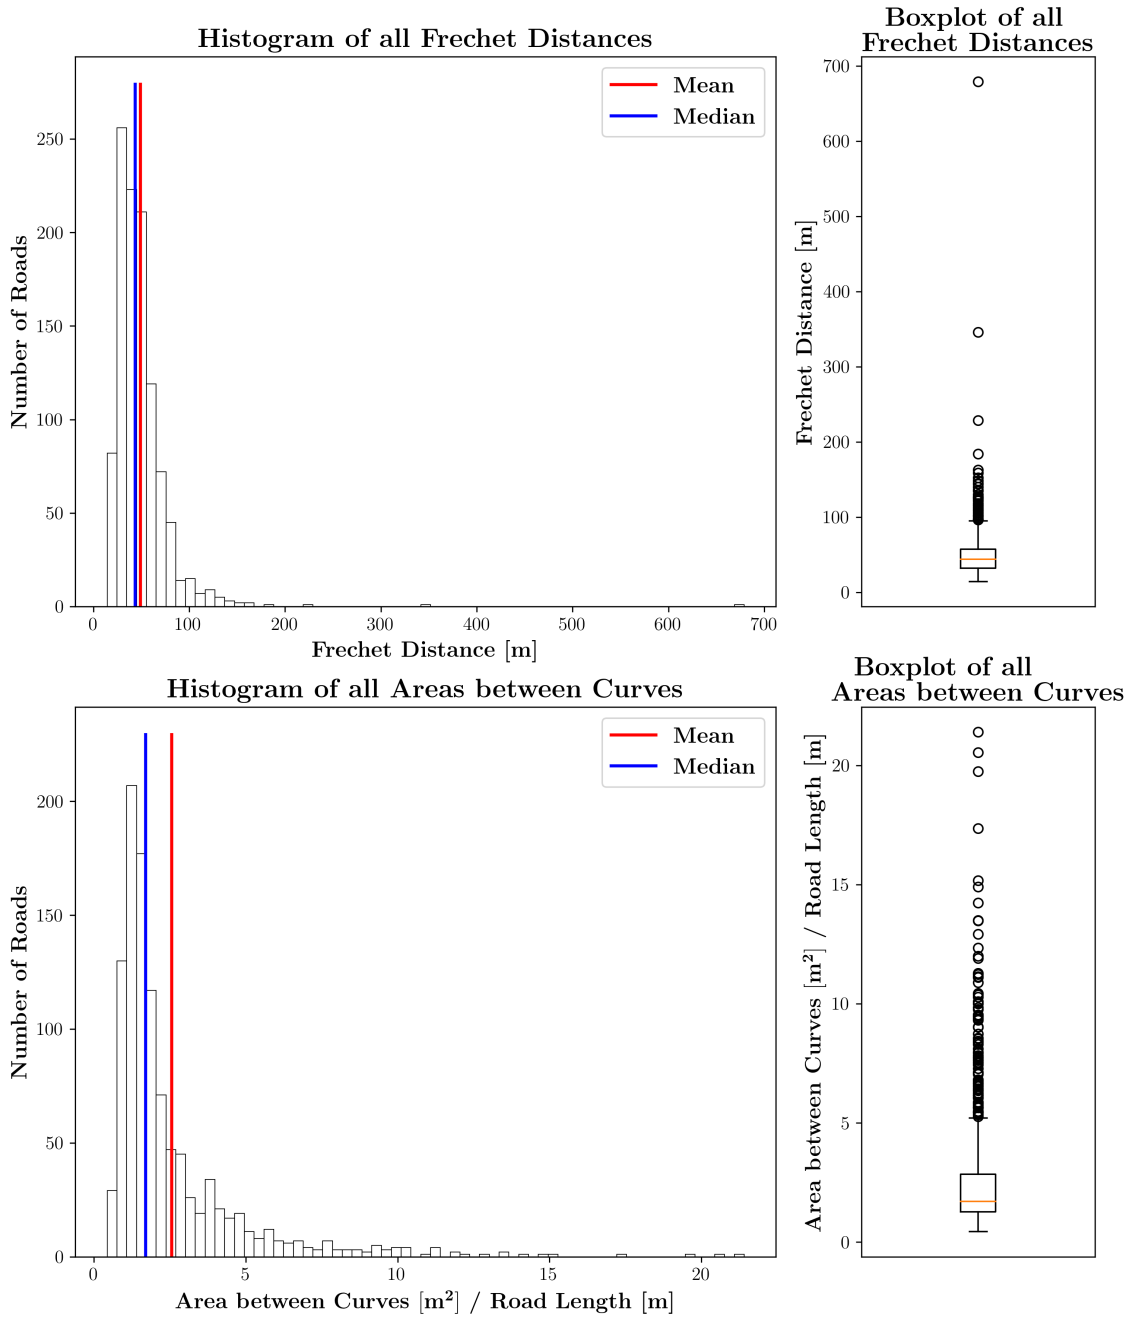 Histogram of all Frechet Distances
Mean
Median
250
200
150
100
50
0
Number of Roads
0 100 200 300 400 500 600 700
Frechet Distance [m]
Boxplot of all
Frechet Distances
700
600
500
400
300
200
100
0
Frechet Distance [m]
Histogram of all Areas between Curves
Mean
Median
200
150
100
50
0
Number of Roads
0 5 10 15 20
Area between Curves [m²] / Road Length [m]
Boxplot of all
Areas between Curves
20
15
10
5
0
Area between Curves [m²] / Road Length [m]